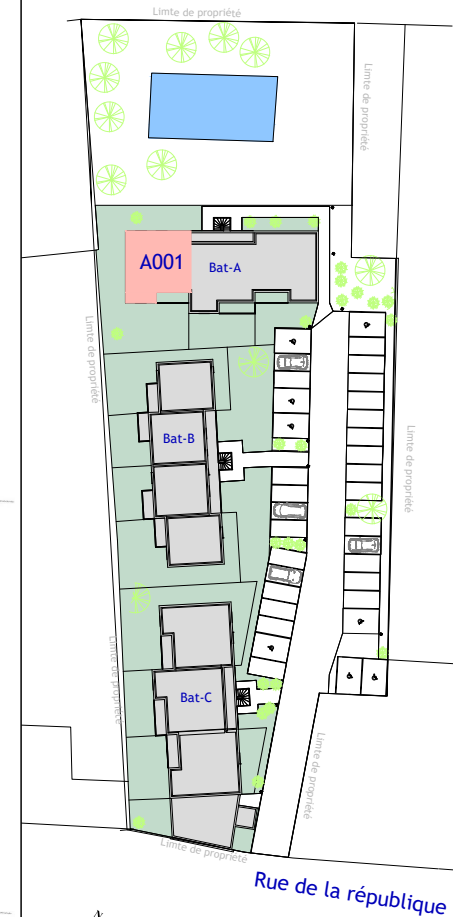 Limte de propriété
Limte de propriété
A001
Bat-A
Limte de propriété
Bat-B
Limte de propriété
Limte de propriété
Bat-C
Limte de propriété
Limte de propriété
Rue de la république